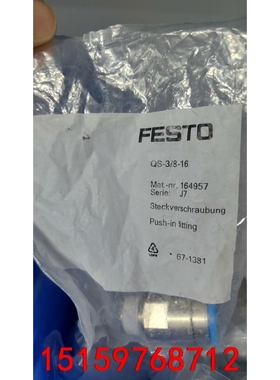 FESTO
QS-3/8-16
Mat.-nr. 164957
Serie: J7
Steckverschraubung
Push-in fitting
67-1381
15159768712